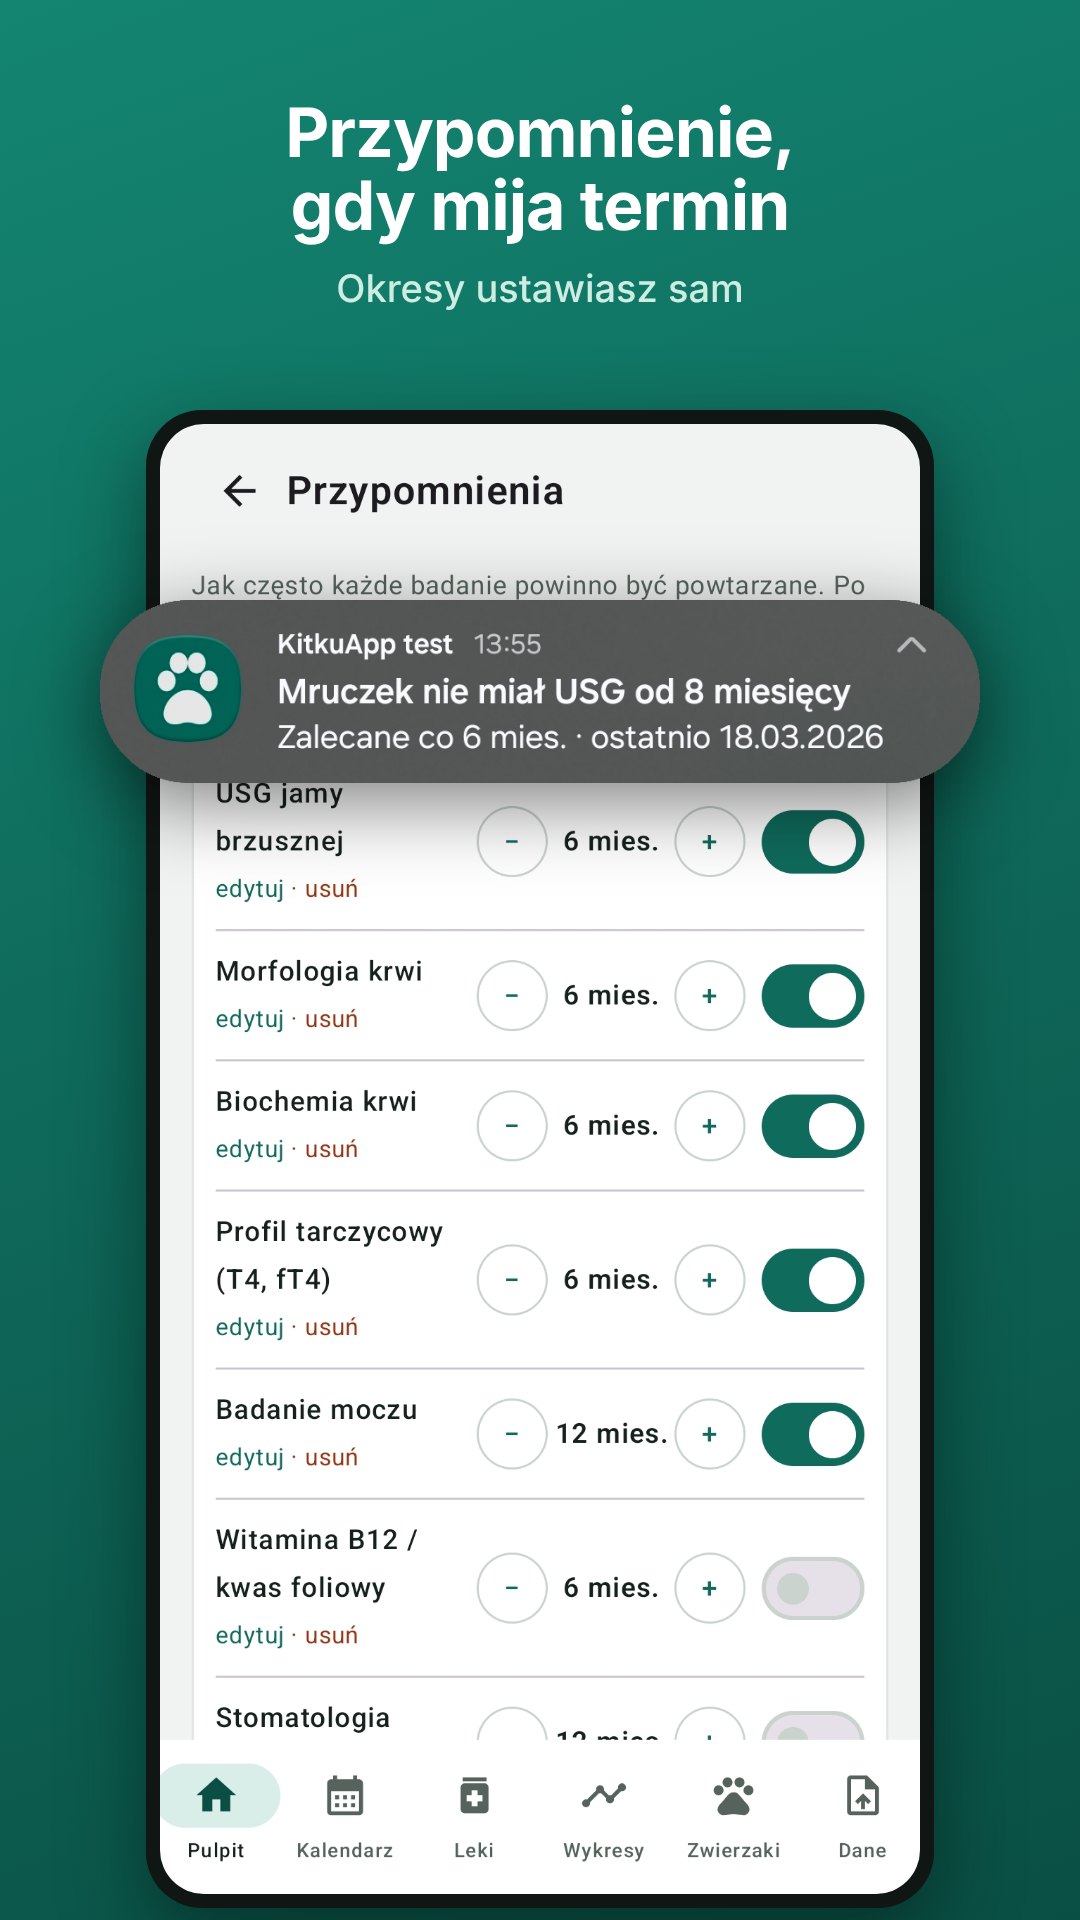 Przypomnienie,
gdy mija termin
Okresy ustawiasz sam
Przypomnienia
Jak często każde badanie powinno być powtarzane. Po
KitkuApp test 13:55
Mruczek nie miał USG od 8 miesięcy
Zalecane co 6 mies. · ostatnio 18.03.2026
USG jamy
brzusznej
− 6 mies. +
edytuj · usuń
Morfologia krwi
− 6 mies. +
edytuj · usuń
Biochemia krwi
− 6 mies. +
edytuj · usuń
Profil tarczycowy
(T4, fT4)
− 6 mies. +
edytuj · usuń
Badanie moczu
− 12 mies. +
edytuj · usuń
Witamina B12 /
kwas foliowy
− 6 mies. +
edytuj · usuń
Stomatologia
12 mies.
Pulpit Kalendarz Leki Wykresy Zwierzaki Dane